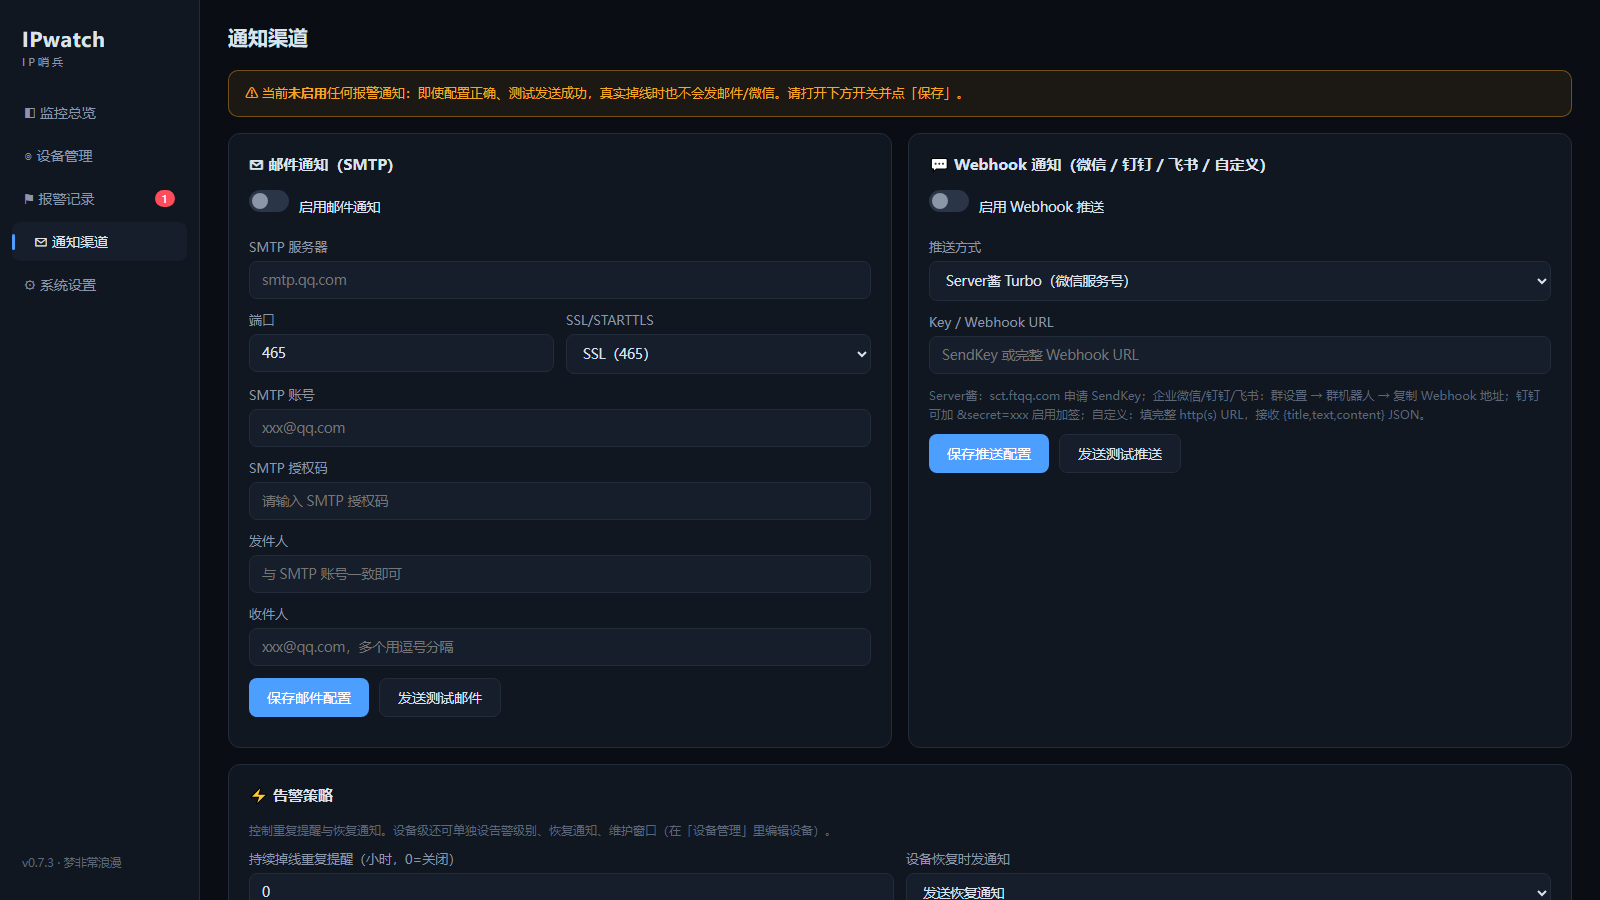 IPwatch
IP哨兵
监控总览
设备管理
报警记录 1
通知渠道
系统设置
v0.7.3 · 梦非常浪漫
通知渠道
⚠ 当前未启用任何报警通知：即使配置正确、测试发送成功，真实掉线时也不会发邮件/微信。请打开下方开关并点「保存」。
邮件通知（SMTP）
启用邮件通知
SMTP 服务器
smtp.qq.com
端口
465
SSL/STARTTLS
SSL（465）
SMTP 账号
xxx@qq.com
SMTP 授权码
请输入 SMTP 授权码
发件人
与 SMTP 账号一致即可
收件人
xxx@qq.com，多个用逗号分隔
保存邮件配置
发送测试邮件
Webhook 通知（微信 / 钉钉 / 飞书 / 自定义）
启用 Webhook 推送
推送方式
Server酱 Turbo（微信服务号）
Key / Webhook URL
SendKey 或完整 Webhook URL
Server酱：sct.ftqq.com 申请 SendKey；企业微信/钉钉/飞书：群设置 → 群机器人 → 复制 Webhook 地址；钉钉
可加 &secret=xxx 启用加签；自定义：填完整 http(s) URL，接收 {title,text,content} JSON。
保存推送配置
发送测试推送
⚡ 告警策略
控制重复提醒与恢复通知。设备级还可单独设告警级别、恢复通知、维护窗口（在「设备管理」里编辑设备）。
持续掉线重复提醒（小时，0=关闭）
0
设备恢复时发通知
发送恢复通知